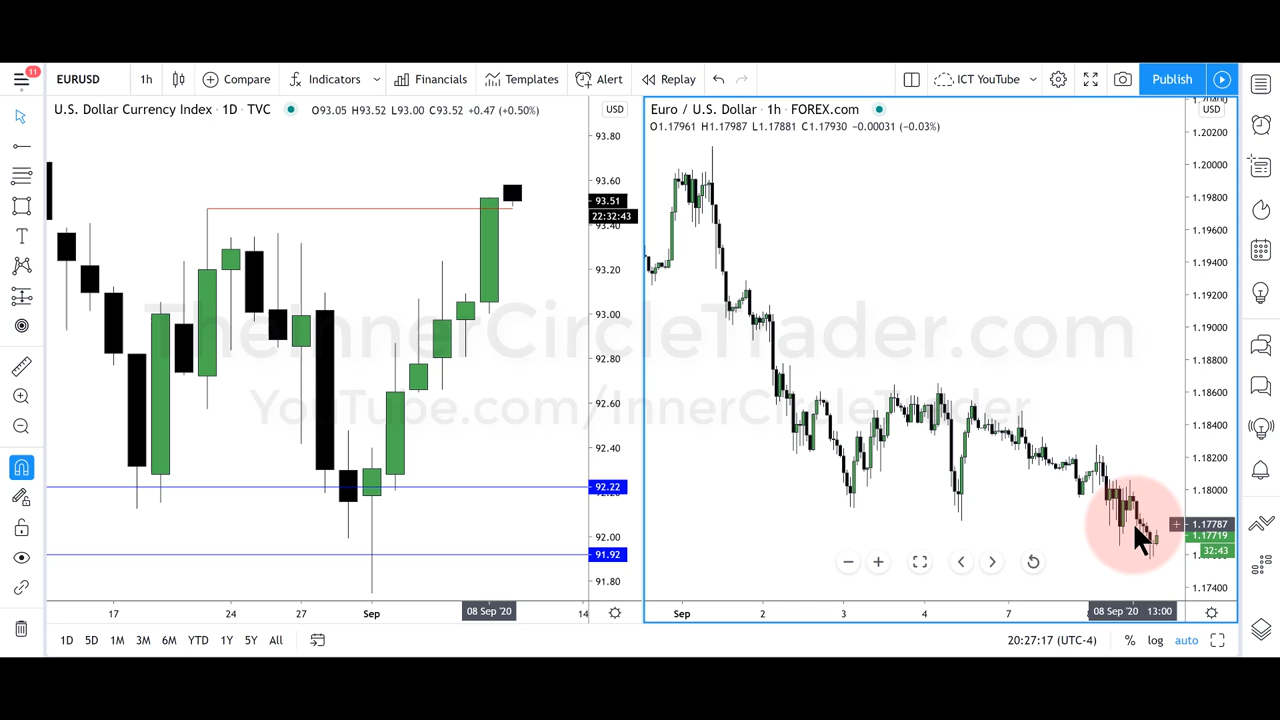 11
EURUSD
1h
Compare
Indicators
Financials
Templates
Alert
Replay
ICT YouTube
Publish
U.S. Dollar Currency Index · 1D · TVC
O93.05 H93.52 L93.00 C93.52 +0.47 (+0.50%)
USD
93.80
93.60
93.51
22:32:43
93.40
93.20
93.00
92.80
92.60
92.40
92.22
92.00
91.92
91.80
17
24
27
Sep
08 Sep '20
14
Euro / U.S. Dollar · 1h · FOREX.com
O1.17961 H1.17987 L1.17881 C1.17930 −0.00031 (−0.03%)
USD
1.20200
1.20000
1.19800
1.19600
1.19400
1.19200
1.19000
1.18800
1.18600
1.18400
1.18200
1.18000
1.17787
1.17719
32:43
1.17400
Sep
2
3
4
7
08 Sep '20 13:00
TheInnerCircleTrader.com
YouTube.com/InnerCircleTrader
1D
5D
1M
3M
6M
YTD
1Y
5Y
All
20:27:17 (UTC-4)
%
log
auto